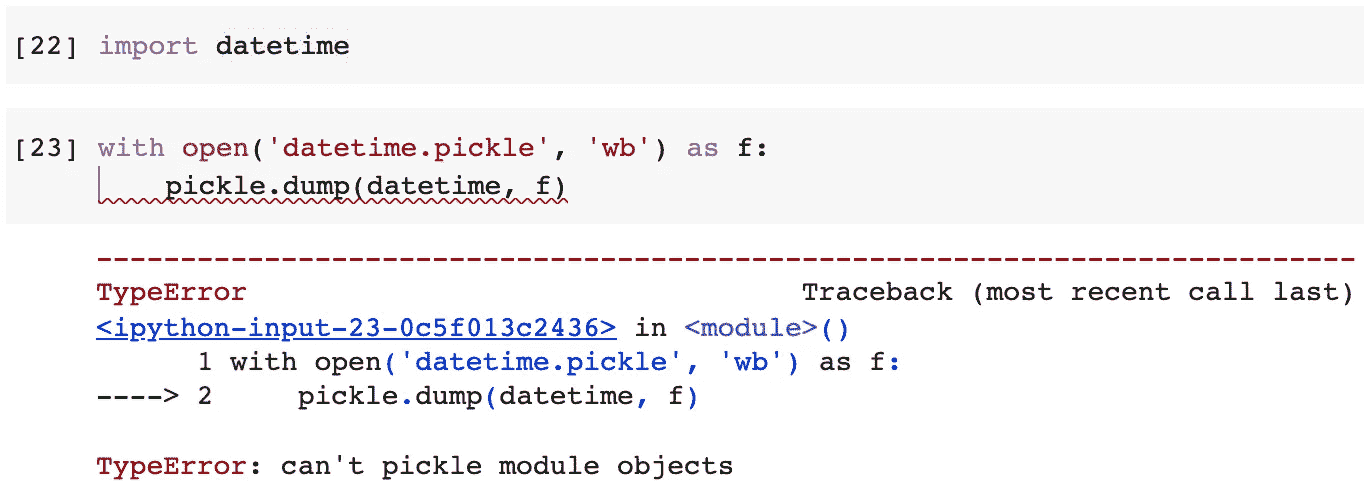 [22] import datetime
[23] with open('datetime.pickle', 'wb') as f:
pickle.dump(datetime, f)
---------------------------------------------------------------------------
TypeError Traceback (most recent call last)
<ipython-input-23-0c5f013c2436> in <module>()
1 with open('datetime.pickle', 'wb') as f:
----> 2 pickle.dump(datetime, f)
TypeError: can't pickle module objects